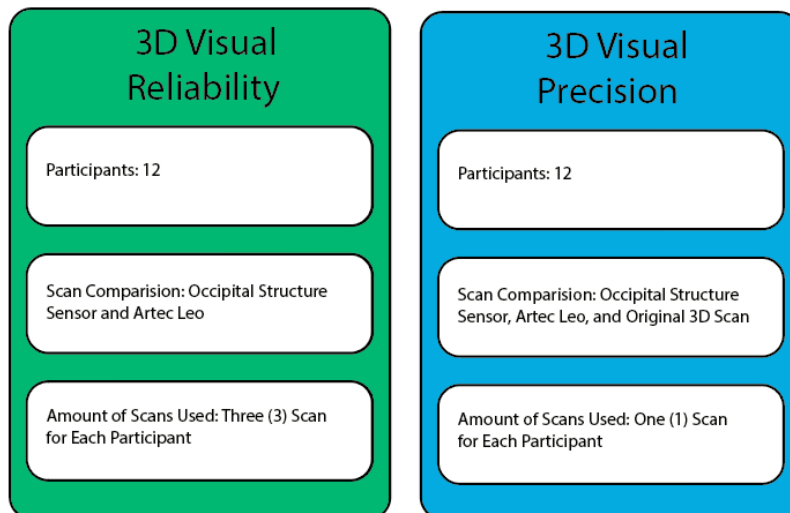 3D Visual
Reliability
Participants: 12
Scan Comparision: Occipital Structure
Sensor and Artec Leo
Amount of Scans Used: Three (3) Scan
for Each Participant
3D Visual
Precision
Participants: 12
Scan Comparision: Occipital Structure
Sensor, Artec Leo, and Original 3D Scan
Amount of Scans Used: One (1) Scan
for Each Participant